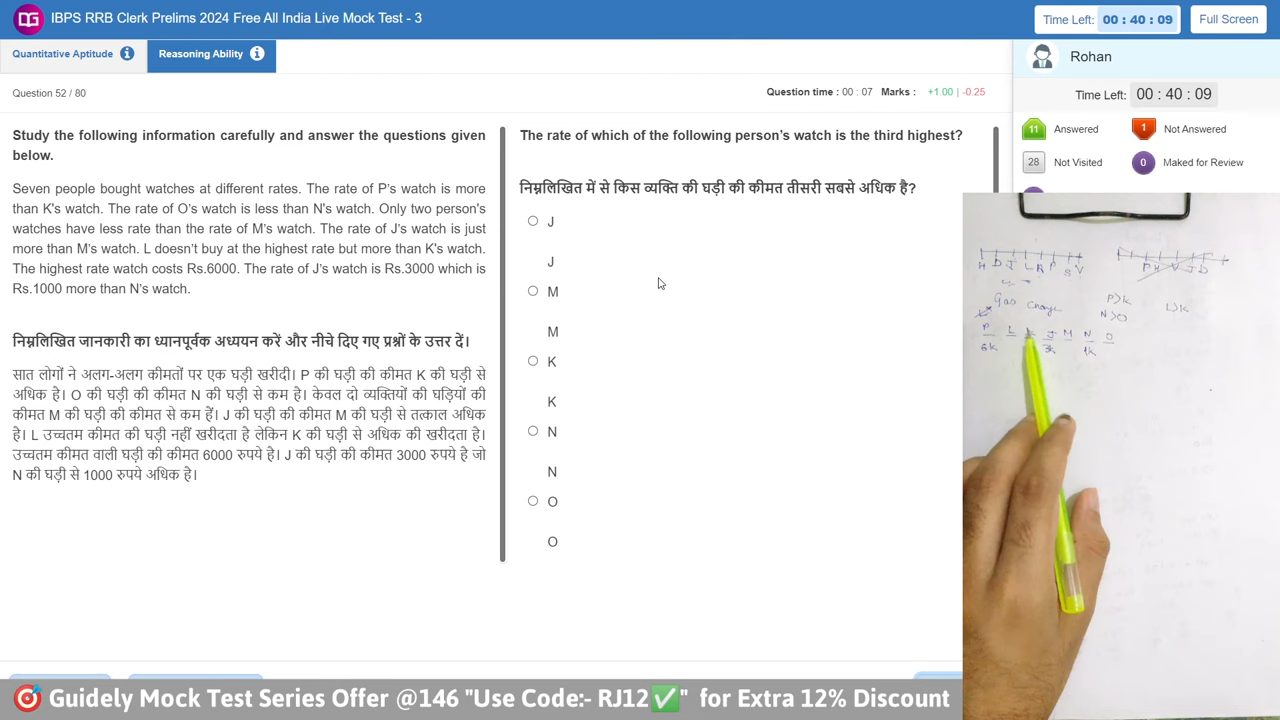 DG IBPS RRB Clerk Prelims 2024 Free All India Live Mock Test - 3
Time Left: 00 : 40 : 09 Full Screen
Quantitative Aptitude i Reasoning Ability i
Rohan
Question 52 / 80
Question time : 00 : 07 Marks : +1.00 | -0.25
Time Left: 00 : 40 : 09
11 Answered 1 Not Answered
28 Not Visited 0 Maked for Review
Study the following information carefully and answer the questions given
below.
Seven people bought watches at different rates. The rate of P's watch is more
than K's watch. The rate of O's watch is less than N's watch. Only two person's
watches have less rate than the rate of M's watch. The rate of J's watch is just
more than M's watch. L doesn't buy at the highest rate but more than K's watch.
The highest rate watch costs Rs.6000. The rate of J's watch is Rs.3000 which is
Rs.1000 more than N's watch.
निम्नलिखित जानकारी का ध्यानपूर्वक अध्ययन करें और नीचे दिए गए प्रश्नों के उत्तर दें।
सात लोगों ने अलग-अलग कीमतों पर एक घड़ी खरीदी। P की घड़ी की कीमत K की घड़ी से
अधिक है। O की घड़ी की कीमत N की घड़ी से कम है। केवल दो व्यक्तियों की घड़ियों की
कीमत M की घड़ी की कीमत से कम हैं। J की घड़ी की कीमत M की घड़ी से तत्काल अधिक
है। L उच्चतम कीमत की घड़ी नहीं खरीदता है लेकिन K की घड़ी से अधिक की खरीदता है।
उच्चतम कीमत वाली घड़ी की कीमत 6000 रुपये है। J की घड़ी की कीमत 3000 रुपये है जो
N की घड़ी से 1000 रुपये अधिक है।
The rate of which of the following person's watch is the third highest?
निम्नलिखित में से किस व्यक्ति की घड़ी की कीमत तीसरी सबसे अधिक है?
J
J
M
M
K
K
N
N
O
O
P>K
L>K
N>O
P L J M N O
6K 3k 1k
🎯 Guidely Mock Test Series Offer @146 "Use Code:- RJ12✅" for Extra 12% Discount